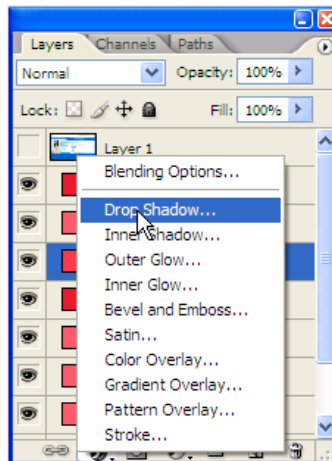 Layers Channels Paths
Normal Opacity: 100%
Lock: Fill: 100%
Layer 1
Blending Options...
Drop Shadow...
Inner Shadow...
Outer Glow...
Inner Glow...
Bevel and Emboss...
Satin...
Color Overlay...
Gradient Overlay...
Pattern Overlay...
Stroke...